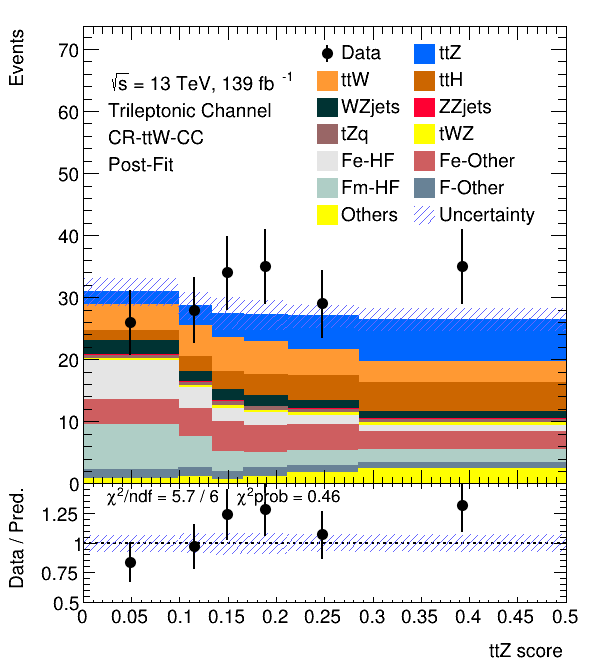 Events
70
60
50
40
30
20
10
0
√s = 13 TeV, 139 fb⁻¹
Trileptonic Channel
CR-ttW-CC
Post-Fit
Data ttZ
ttW ttH
WZjets ZZjets
tZq tWZ
Fe-HF Fe-Other
Fm-HF F-Other
Others Uncertainty
χ²/ndf = 5.7 / 6 χ²prob = 0.46
Data / Pred.
1.25
1
0.75
0.5
0 0.05 0.1 0.15 0.2 0.25 0.3 0.35 0.4 0.45 0.5
ttZ score